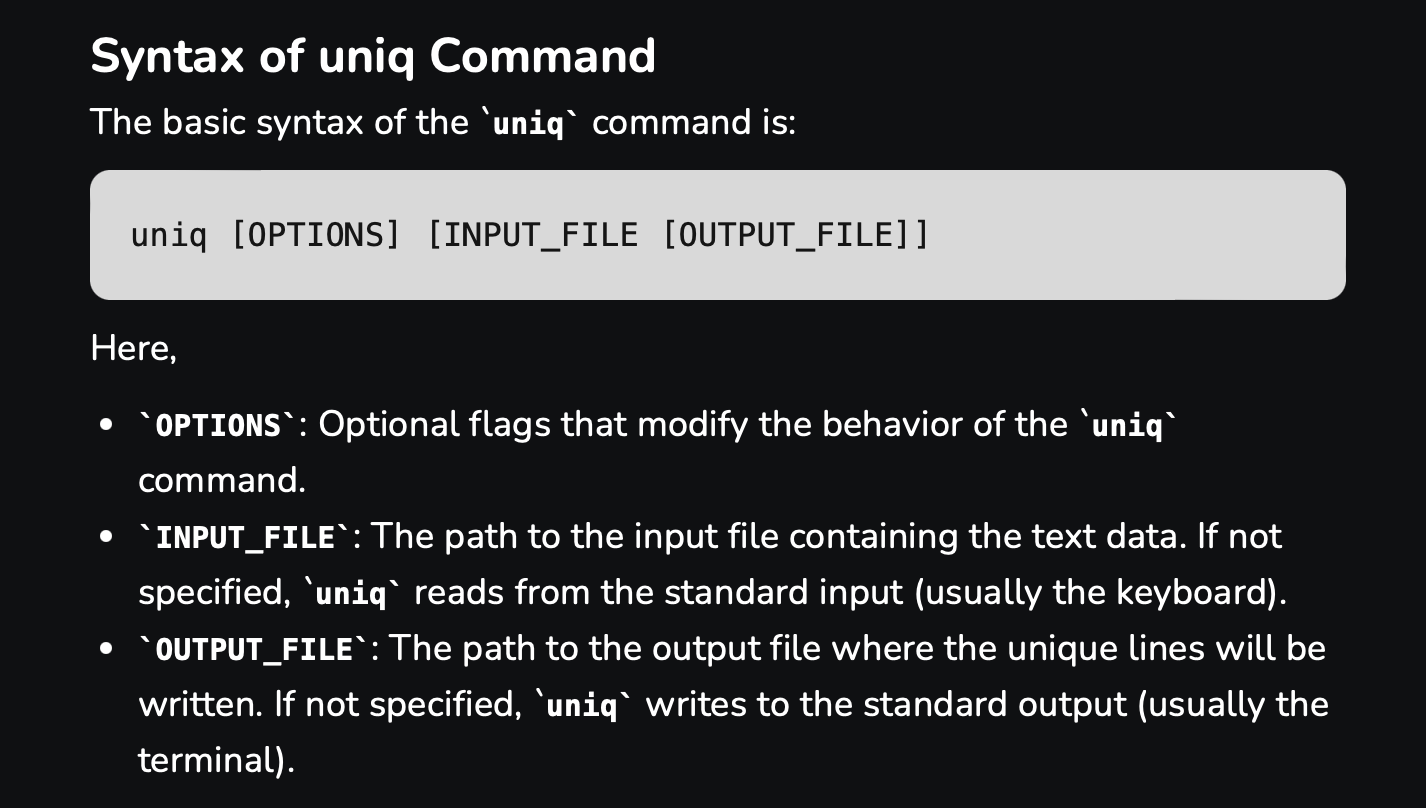 Syntax of uniq Command
The basic syntax of the `uniq` command is:
uniq [OPTIONS] [INPUT_FILE [OUTPUT_FILE]]
Here,
• `OPTIONS`: Optional flags that modify the behavior of the `uniq`
command.
• `INPUT_FILE`: The path to the input file containing the text data. If not
specified, `uniq` reads from the standard input (usually the keyboard).
• `OUTPUT_FILE`: The path to the output file where the unique lines will be
written. If not specified, `uniq` writes to the standard output (usually the
terminal).